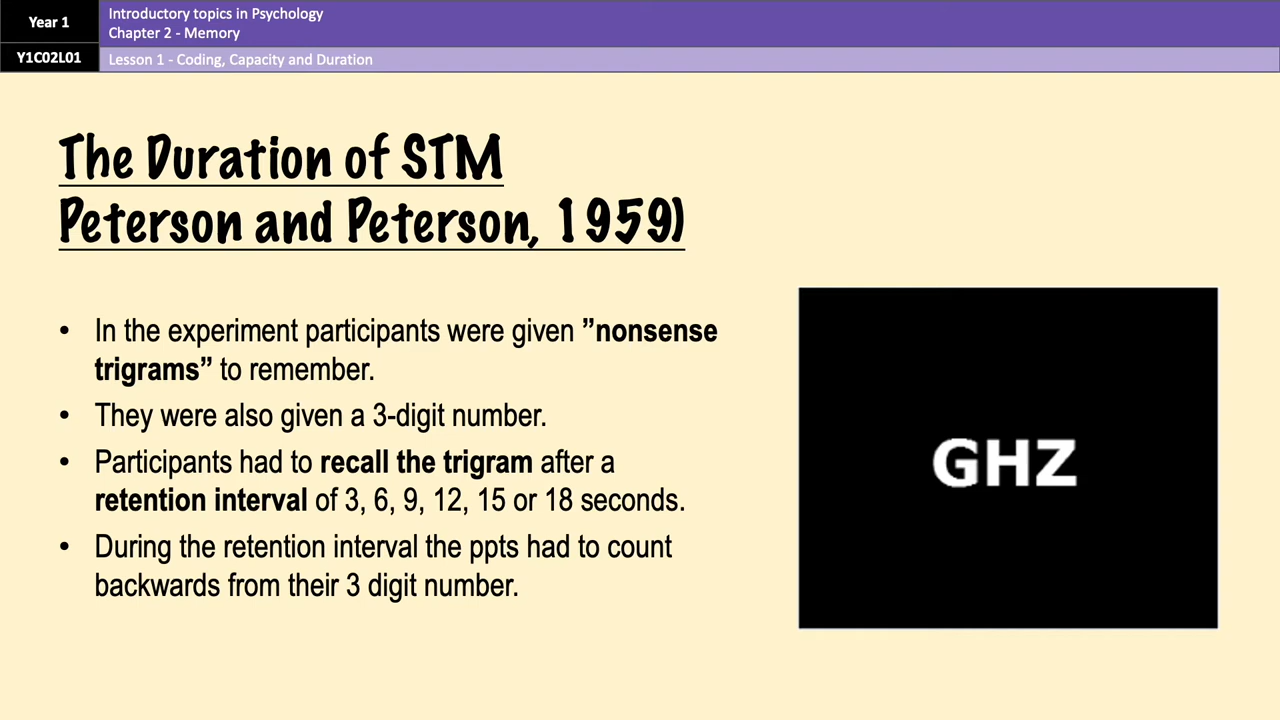 Year 1
Introductory topics in Psychology
Chapter 2 - Memory
Y1C02L01
Lesson 1 - Coding, Capacity and Duration
The Duration of STM
Peterson and Peterson, 1959)
• In the experiment participants were given ”nonsense
trigrams” to remember.
• They were also given a 3-digit number.
• Participants had to recall the trigram after a
retention interval of 3, 6, 9, 12, 15 or 18 seconds.
• During the retention interval the ppts had to count
backwards from their 3 digit number.
GHZ